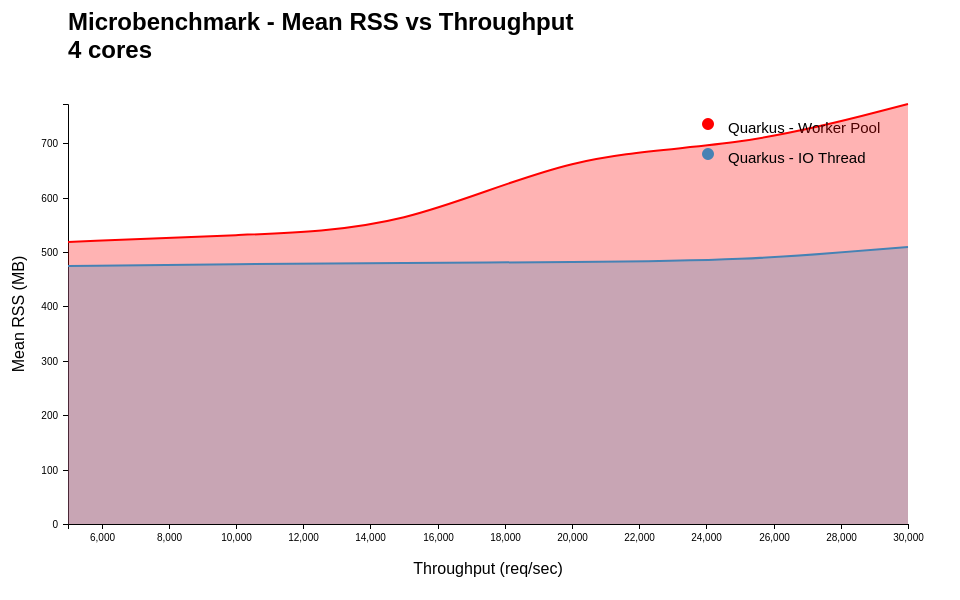 Microbenchmark - Mean RSS vs Throughput
4 cores
Quarkus - Worker Pool
Quarkus - IO Thread
Mean RSS (MB)
700
600
500
400
300
200
100
0
6,000 8,000 10,000 12,000 14,000 16,000 18,000 20,000 22,000 24,000 26,000 28,000 30,000
Throughput (req/sec)